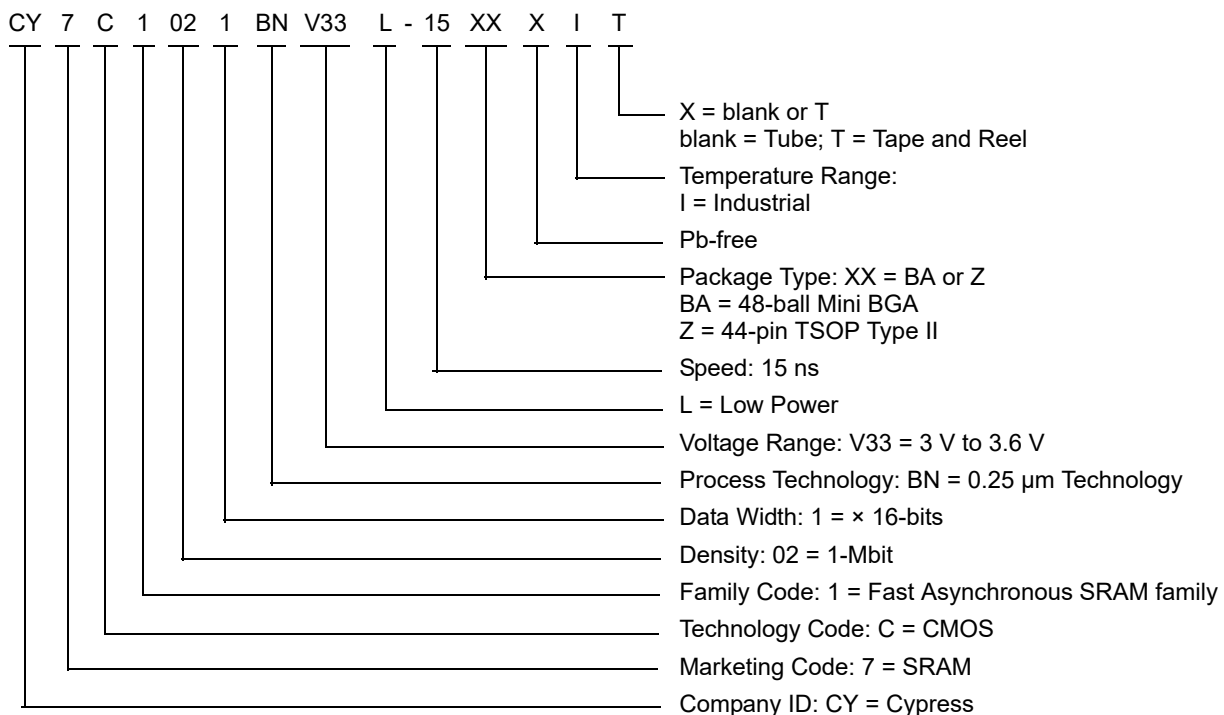 CY 7 C 1 02 1 BN V33 L - 15 XX X I T
X = blank or T
blank = Tube; T = Tape and Reel
Temperature Range:
I = Industrial
Pb-free
Package Type: XX = BA or Z
BA = 48-ball Mini BGA
Z = 44-pin TSOP Type II
Speed: 15 ns
L = Low Power
Voltage Range: V33 = 3 V to 3.6 V
Process Technology: BN = 0.25 µm Technology
Data Width: 1 = × 16-bits
Density: 02 = 1-Mbit
Family Code: 1 = Fast Asynchronous SRAM family
Technology Code: C = CMOS
Marketing Code: 7 = SRAM
Company ID: CY = Cypress